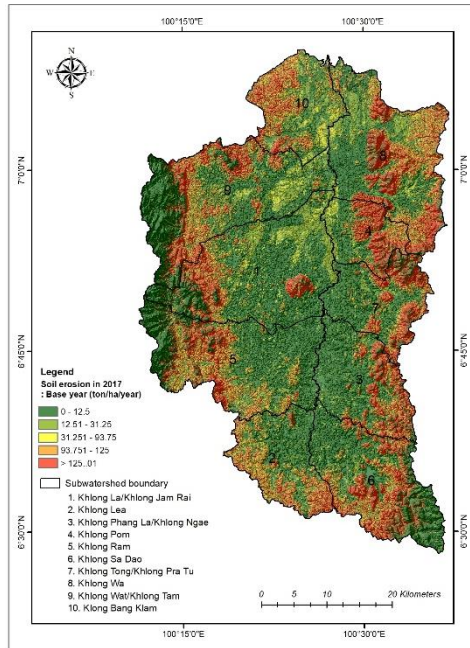 100°15'0"E
100°30'0"E
N
W
E
S
7°0'0"N
7°0'0"N
10
8
9
4
1
7
6°45'0"N
6°45'0"N
5
3
2
6
Legend
Soil erosion in 2017
: Base year (ton/ha/year)
0 - 12.5
12.51 - 31.25
31.251 - 93.75
93.751 - 125
> 125..01
Subwatershed boundary
1. Khlong La/Khlong Jam Rai
2. Khlong Lea
3. Khlong Phang La/Khlong Ngae
4. Khlong Pom
5. Khlong Ram
6. Khlong Sa Dao
7. Khlong Tong/Khlong Pra Tu
8. Khlong Wa
9. Khlong Wat/Khlong Tam
10. Klong Bang Klam
6°30'0"N
6°30'0"N
0 5 10 20 Kilometers
100°15'0"E
100°30'0"E